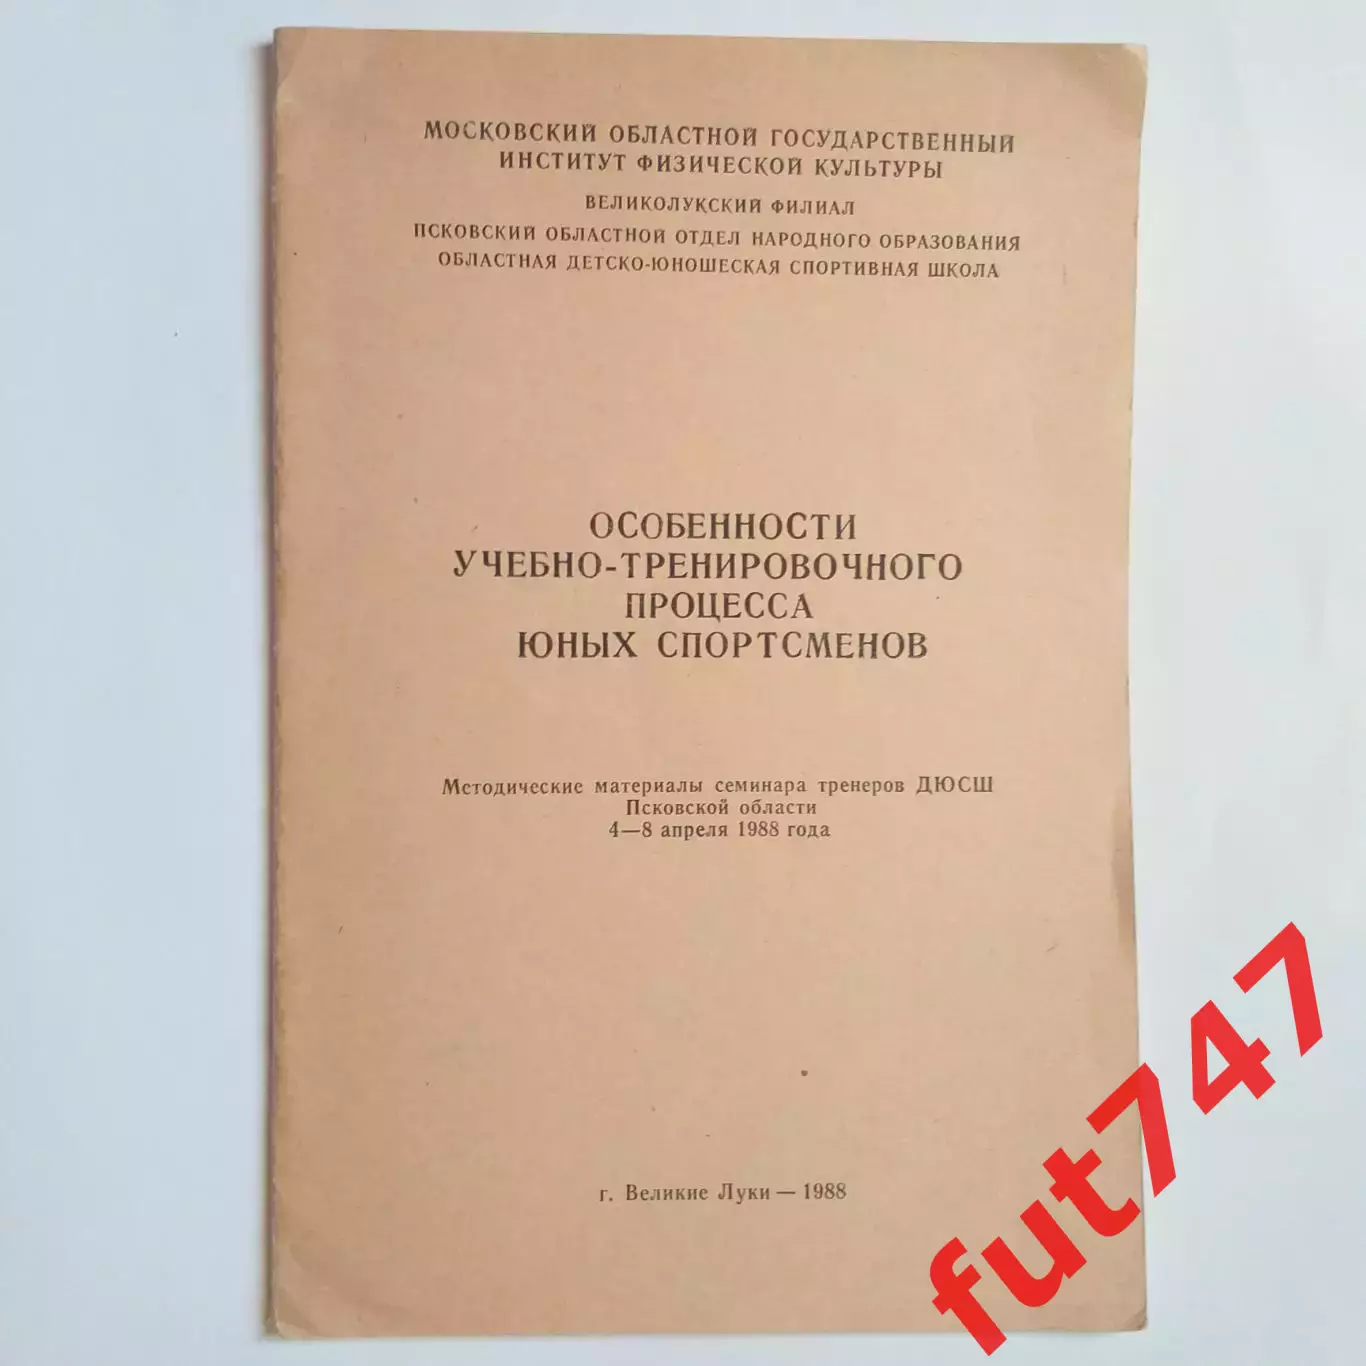 МОСКОВСКИЙ ОБЛАСТНОЙ ГОСУДАРСТВЕННЫЙ
ИНСТИТУТ ФИЗИЧЕСКОЙ КУЛЬТУРЫ
ВЕЛИКОЛУКСКИЙ ФИЛИАЛ
ПСКОВСКИЙ ОБЛАСТНОЙ ОТДЕЛ НАРОДНОГО ОБРАЗОВАНИЯ
ОБЛАСТНАЯ ДЕТСКО-ЮНОШЕСКАЯ СПОРТИВНАЯ ШКОЛА
ОСОБЕННОСТИ
УЧЕБНО-ТРЕНИРОВОЧНОГО
ПРОЦЕССА
ЮНЫХ СПОРТСМЕНОВ
Методические материалы семинара тренеров ДЮСШ
Псковской области
4—8 апреля 1988 года
г. Великие Луки — 1988
fut747